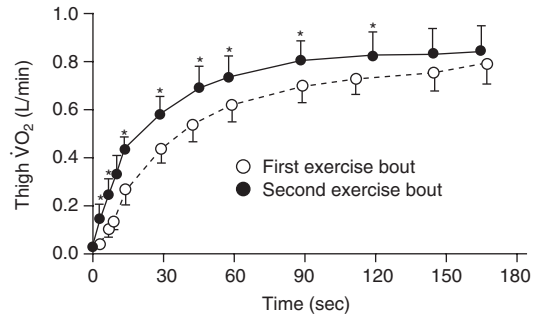 1.0
0.8
0.6
0.4
0.2
0.0
Thigh V̇O₂ (L/min)
* * * * * * * *
First exercise bout
Second exercise bout
0 30 60 90 120 150 180
Time (sec)